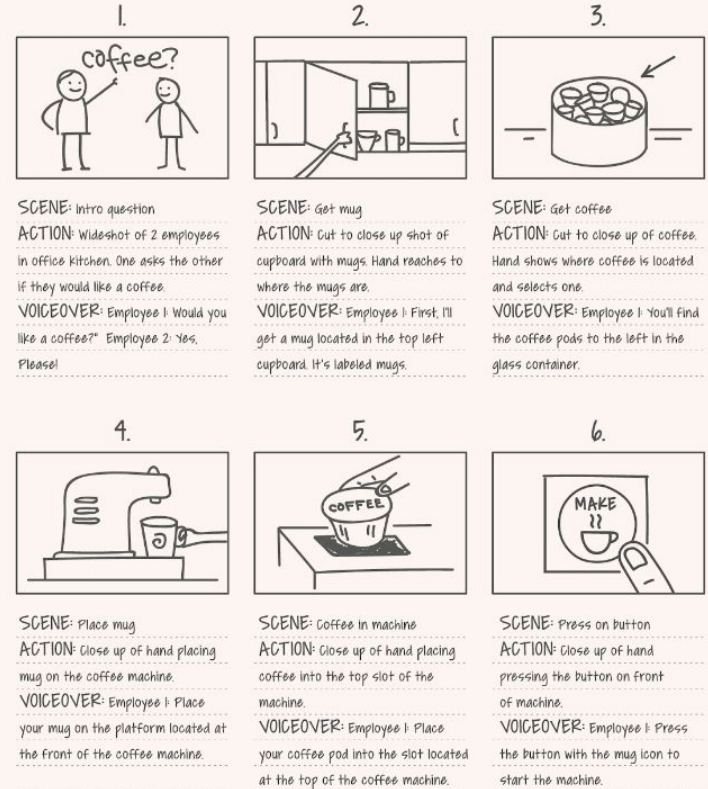 1.
coffee?
SCENE: Intro question
ACTION: Wideshot of 2 employees
in office kitchen. One asks the other
if they would like a coffee.
VOICEOVER: Employee 1: Would you
like a coffee?" Employee 2: Yes,
Please!
2.
SCENE: Get mug
ACTION: Cut to close up shot of
cupboard with mugs. Hand reaches to
where the mugs are.
VOICEOVER: Employee 1: First, I'll
get a mug located in the top left
cupboard. It's labeled mugs.
3.
SCENE: Get coffee
ACTION: Cut to close up of coffee.
Hand shows where coffee is located
and selects one.
VOICEOVER: Employee 1: You'll find
the coffee pods to the left in the
glass container.
4.
SCENE: Place mug
ACTION: Close up of hand placing
mug on the coffee machine.
VOICEOVER: Employee 1: Place
your mug on the platform located at
the front of the coffee machine.
5.
COFFEE
SCENE: Coffee in machine
ACTION: Close up of hand placing
coffee into the top slot of the
machine.
VOICEOVER: Employee 1: Place
your coffee pod into the slot located
at the top of the coffee machine.
6.
MAKE
SCENE: Press on button
ACTION: Close up of hand
pressing the button on front
of machine.
VOICEOVER: Employee 1: Press
the button with the mug icon to
start the machine.